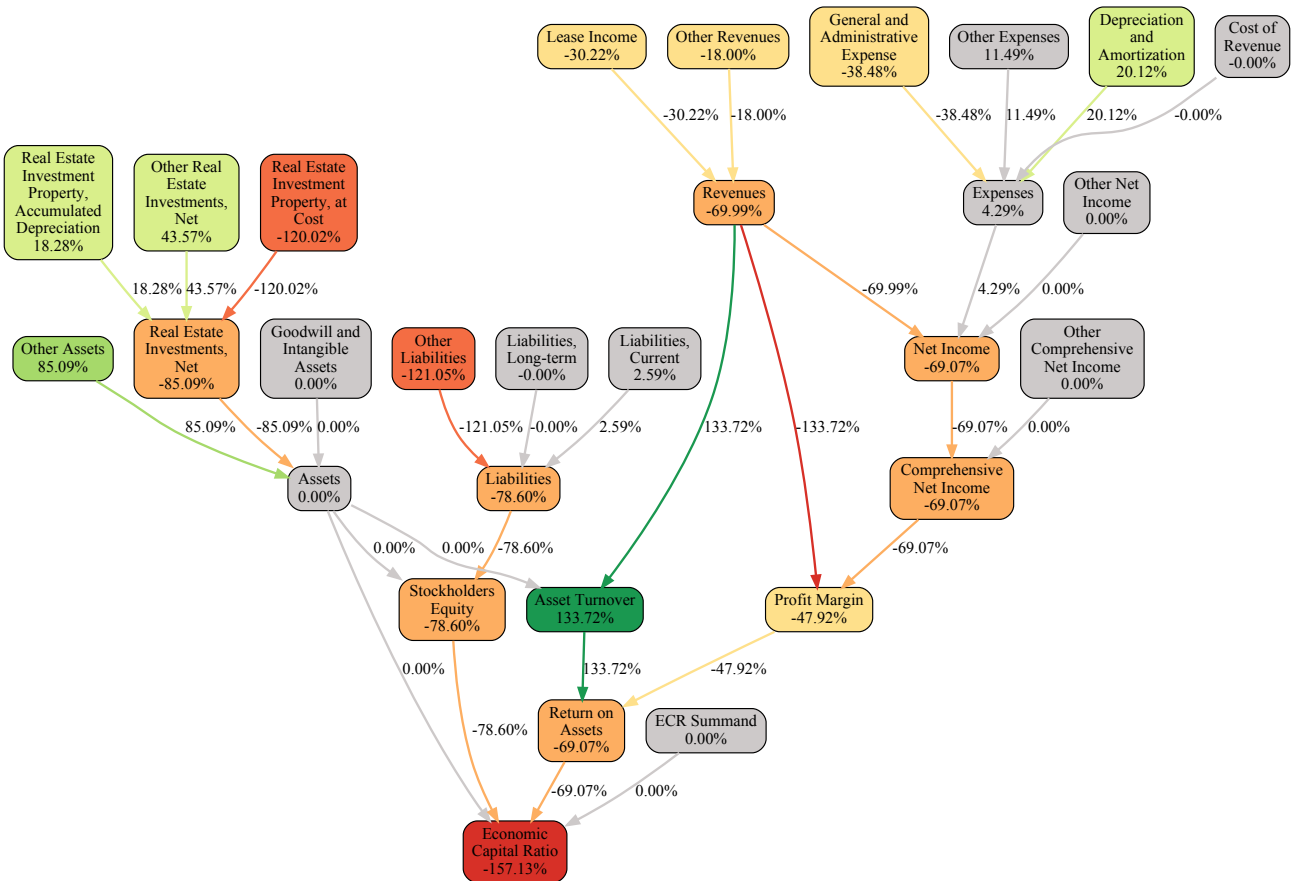 Lease Income
-30.22%
Other Revenues
-18.00%
General and
Administrative
Expense
-38.48%
Other Expenses
11.49%
Depreciation
and
Amortization
20.12%
Cost of
Revenue
-0.00%
-30.22%
-18.00%
-38.48%
11.49%
20.12%
-0.00%
Real Estate
Investment
Property,
Accumulated
Depreciation
18.28%
Other Real
Estate
Investments,
Net
43.57%
Real Estate
Investment
Property, at
Cost
-120.02%
Revenues
-69.99%
Expenses
4.29%
Other Net
Income
0.00%
18.28%
43.57%
-120.02%
-69.99%
4.29%
0.00%
Other Assets
85.09%
Real Estate
Investments,
Net
-85.09%
Goodwill and
Intangible
Assets
0.00%
Other
Liabilities
-121.05%
Liabilities,
Long-term
-0.00%
Liabilities,
Current
2.59%
Net Income
-69.07%
Other
Comprehensive
Net Income
0.00%
85.09%
-85.09%
0.00%
-121.05%
-0.00%
2.59%
133.72%
-133.72%
-69.07%
0.00%
Assets
0.00%
Liabilities
-78.60%
Comprehensive
Net Income
-69.07%
0.00%
0.00%
-78.60%
-69.07%
Stockholders
Equity
-78.60%
Asset Turnover
133.72%
Profit Margin
-47.92%
0.00%
133.72%
-47.92%
Return on
Assets
-69.07%
ECR Summand
0.00%
-78.60%
-69.07%
0.00%
Economic
Capital Ratio
-157.13%